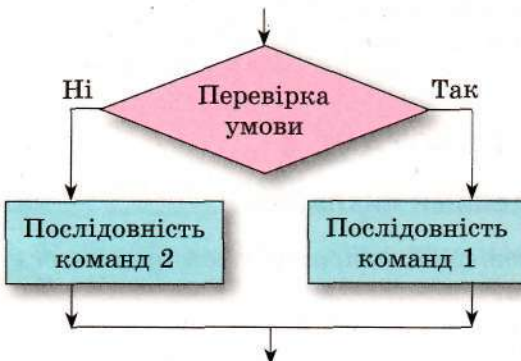 Ні
Перевірка
умови
Так
Послідовність
команд 2
Послідовність
команд 1